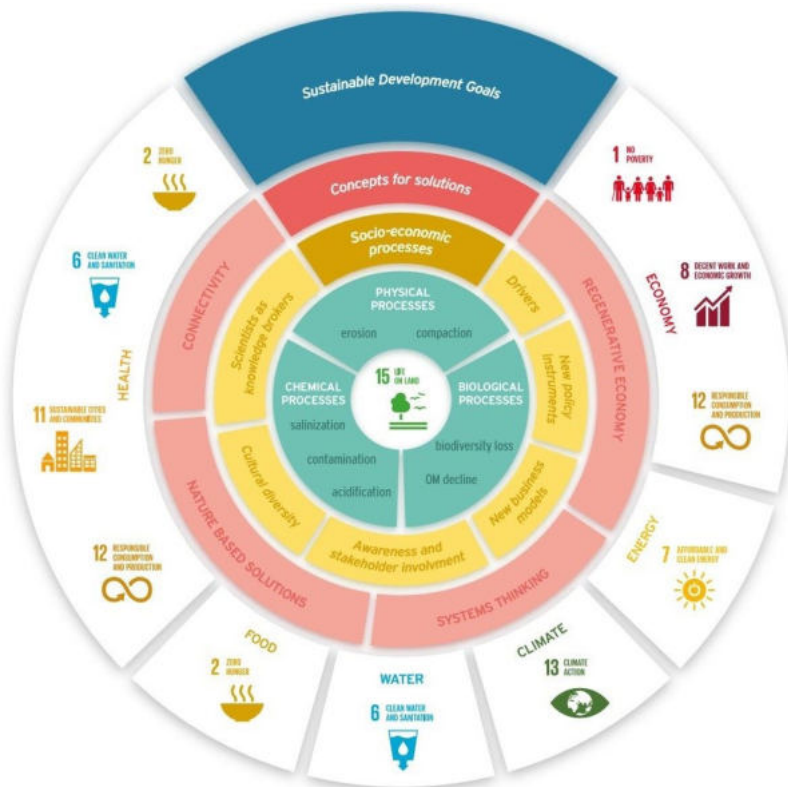 Sustainable Development Goals
Concepts for solutions
Socio-economic
processes
PHYSICAL
PROCESSES
erosion
compaction
CHEMICAL
PROCESSES
salinization
contamination
acidification
BIOLOGICAL
PROCESSES
biodiversity loss
OM decline
15 LIFE
ON LAND
Drivers
New policy
instruments
New business
models
Awareness and
stakeholder involvment
Cultural diversity
Scientists as
knowledge brokers
CONNECTIVITY
REGENERATIVE ECONOMY
SYSTEMS THINKING
NATURE BASED SOLUTIONS
1 NO
POVERTY
8 DECENT WORK AND
ECONOMIC GROWTH
ECONOMY
12 RESPONSIBLE
CONSUMPTION
AND PRODUCTION
ENERGY
7 AFFORDABLE AND
CLEAN ENERGY
CLIMATE
13 CLIMATE
ACTION
WATER
6 CLEAN WATER
AND SANITATION
FOOD
2 ZERO
HUNGER
HEALTH
2 ZERO
HUNGER
6 CLEAN WATER
AND SANITATION
11 SUSTAINABLE CITIES
AND COMMUNITIES
12 RESPONSIBLE
CONSUMPTION
AND PRODUCTION